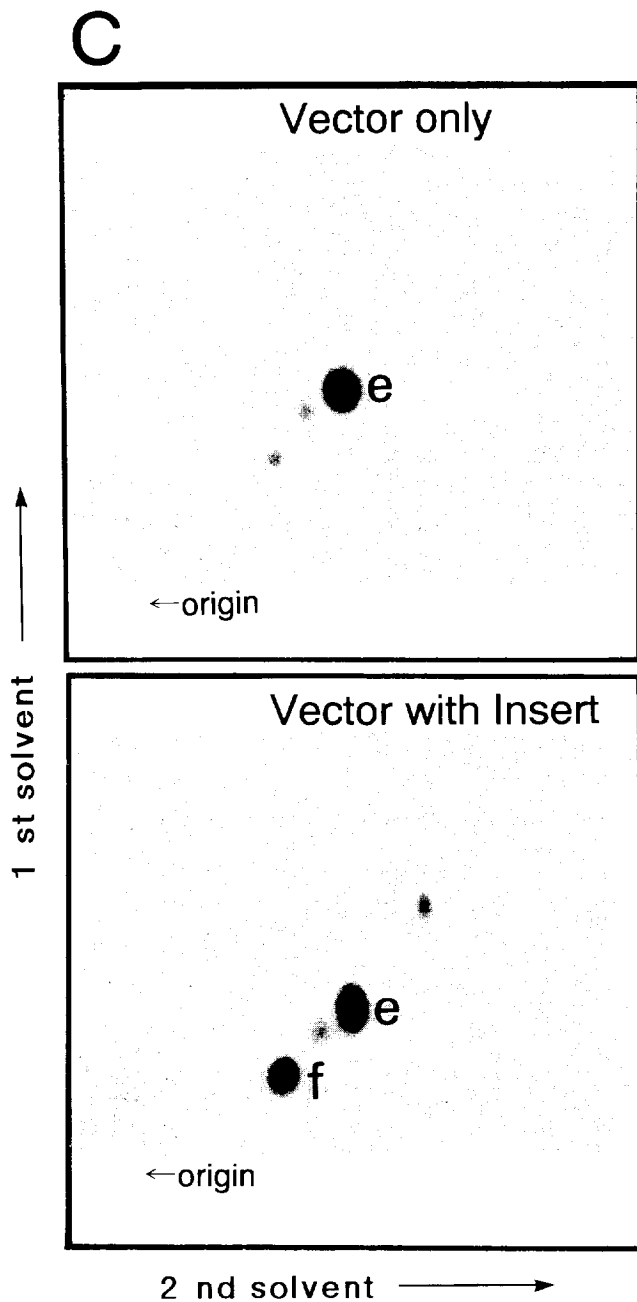 C
Vector only
e
←origin
Vector with Insert
e
f
←origin
1 st solvent
2 nd solvent